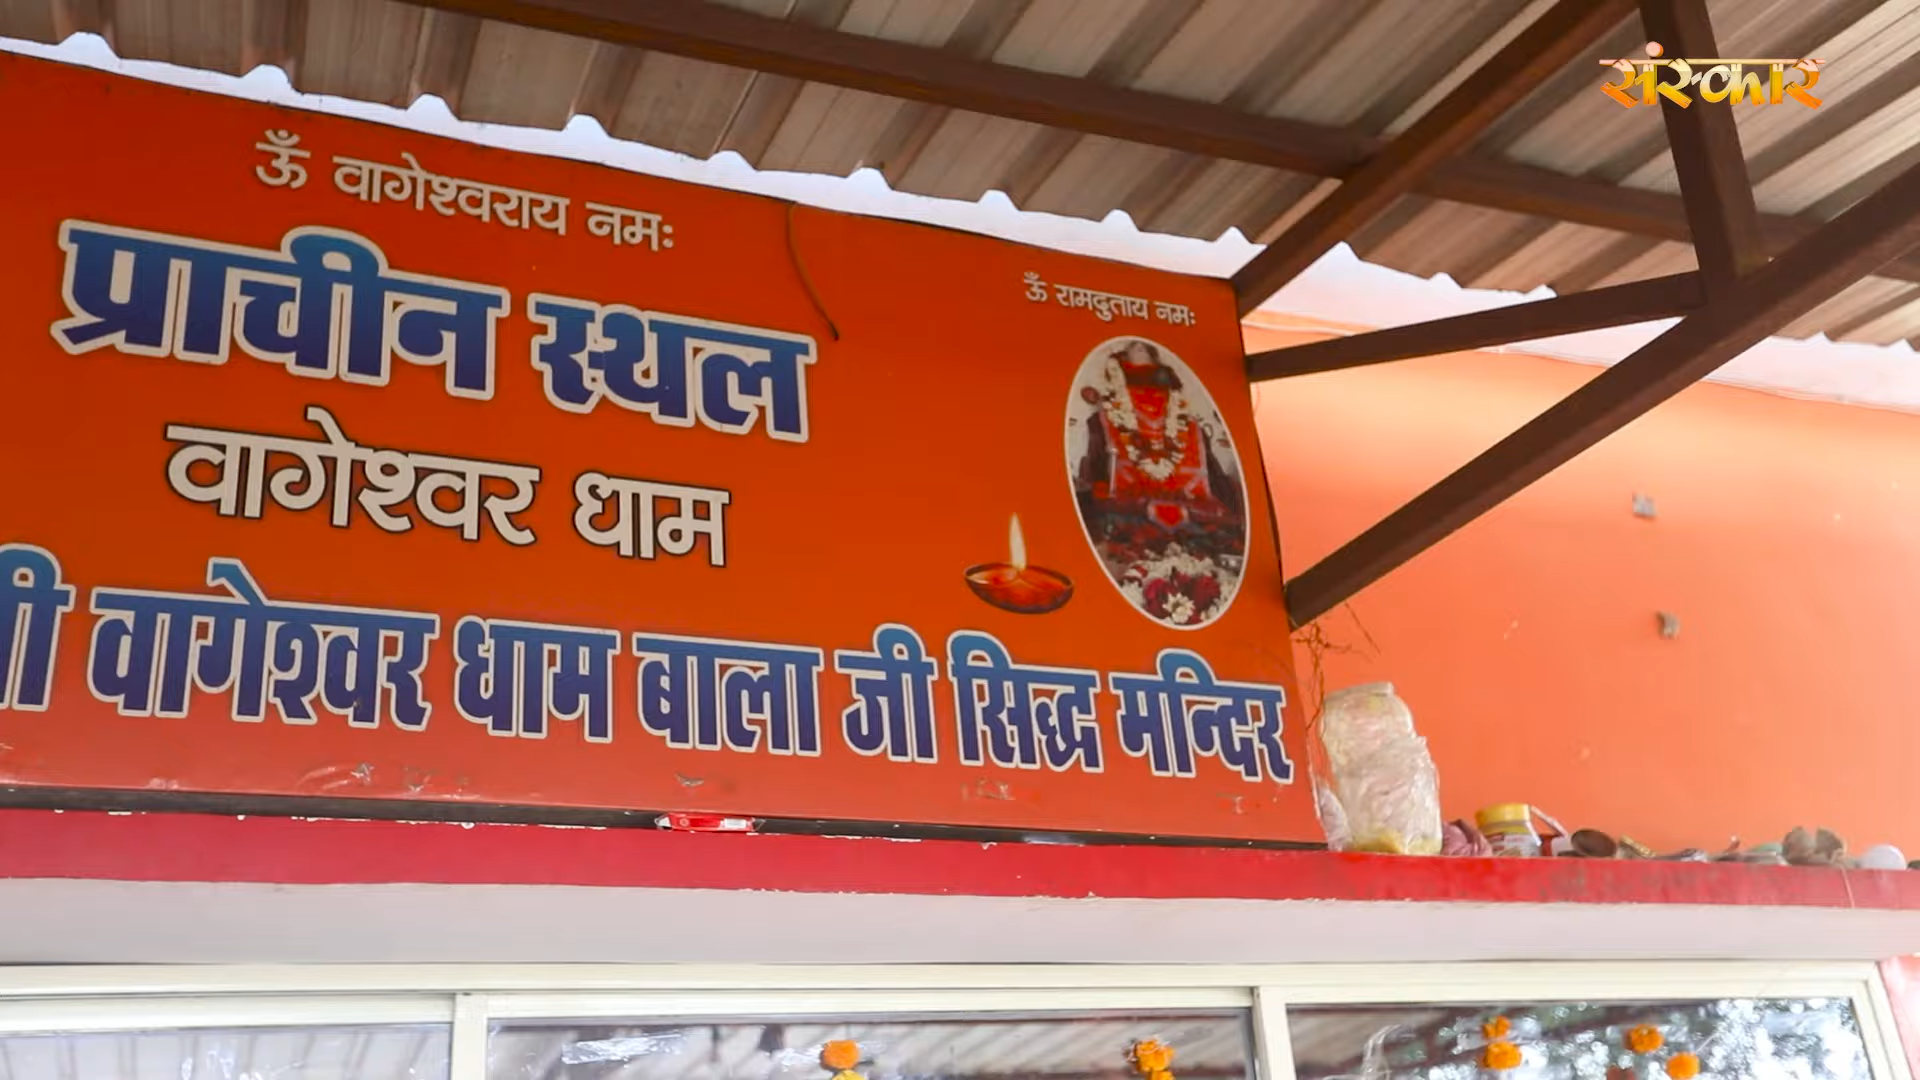 संस्कार
ॐ वागेश्वराय नमः
ॐ रामदुताय नमः
प्राचीन स्थल
वागेश्वर धाम
वागेश्वर धाम बाला जी सिद्ध मन्दिर